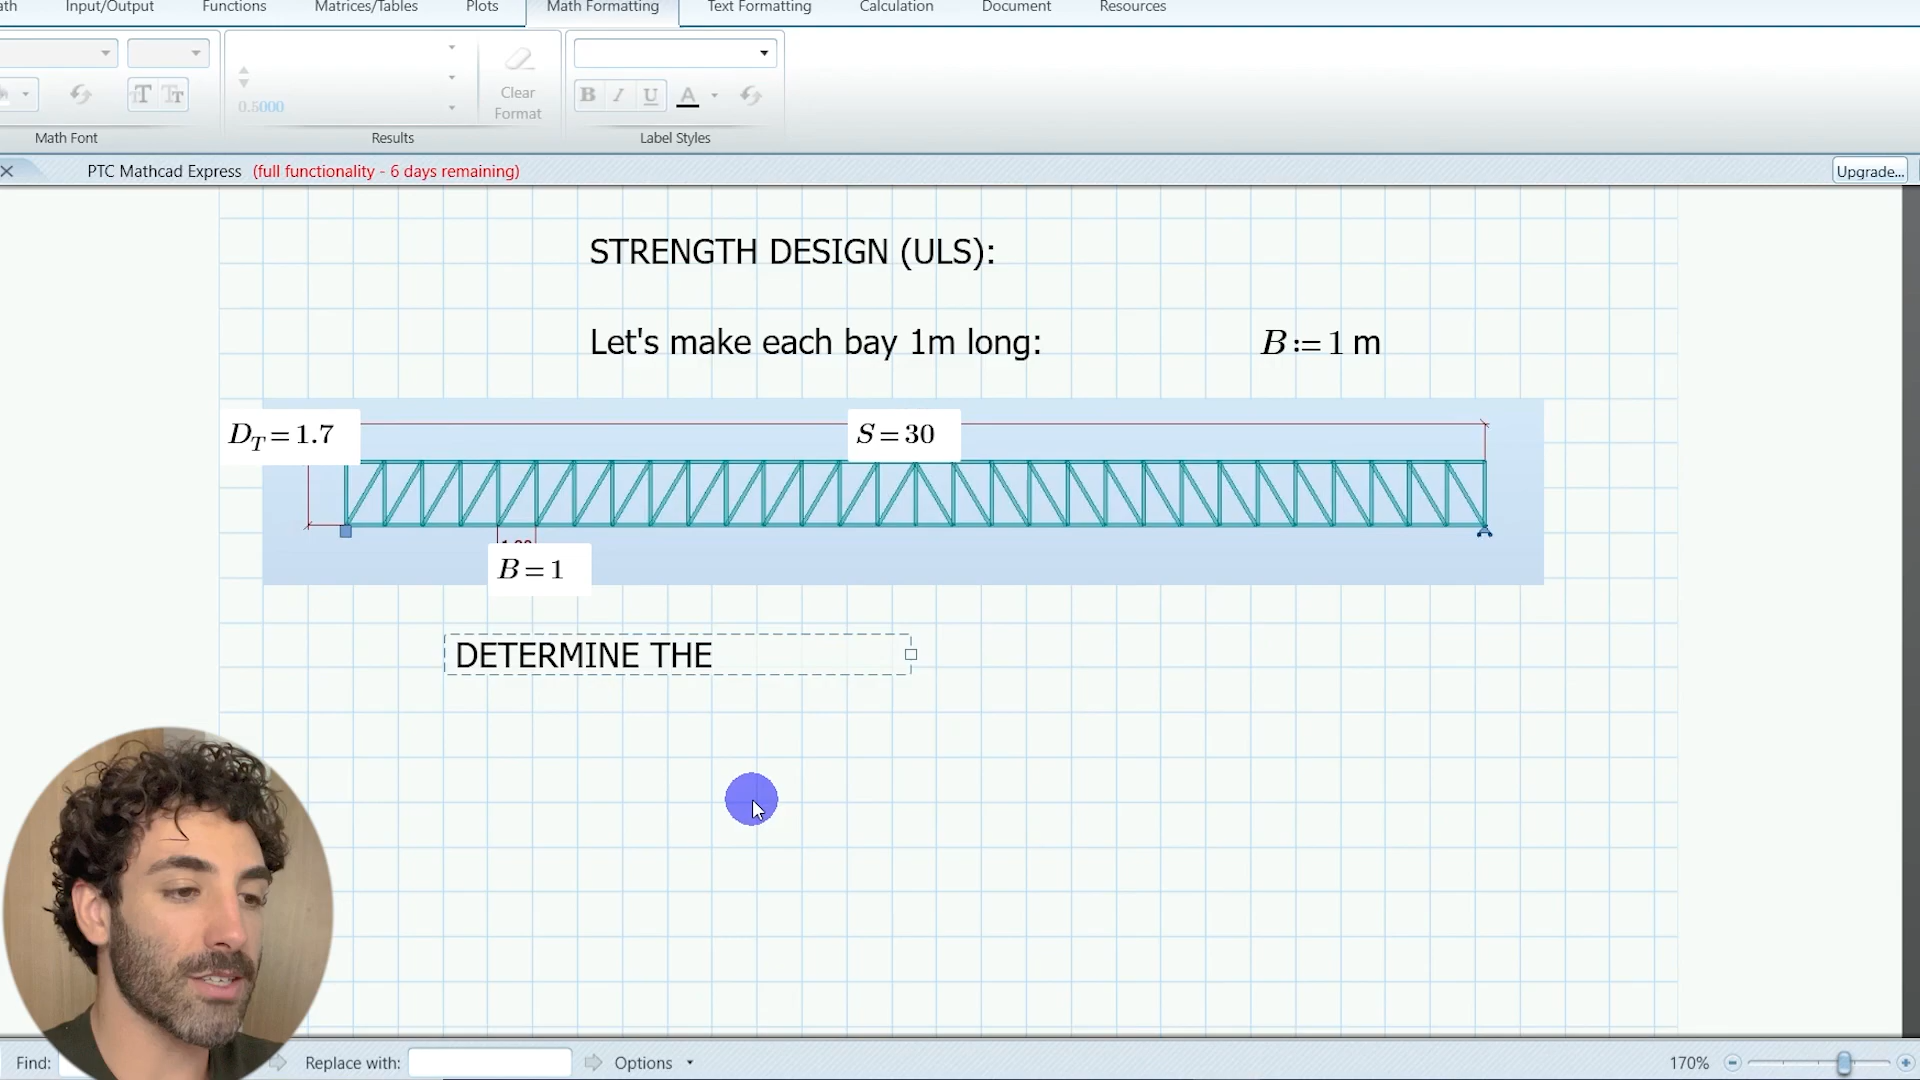 Input/Output Functions Matrices/Tables Plots Math Formatting Text Formatting Calculation Document Resources
0.5000
Clear
Format
B I U A
Math Font Results Label Styles
PTC Mathcad Express (full functionality - 6 days remaining) Upgrade...
STRENGTH DESIGN (ULS):
Let's make each bay 1m long: B:=1 m
D_T=1.7 S=30
B=1
DETERMINE THE
Find: Replace with: Options 170%